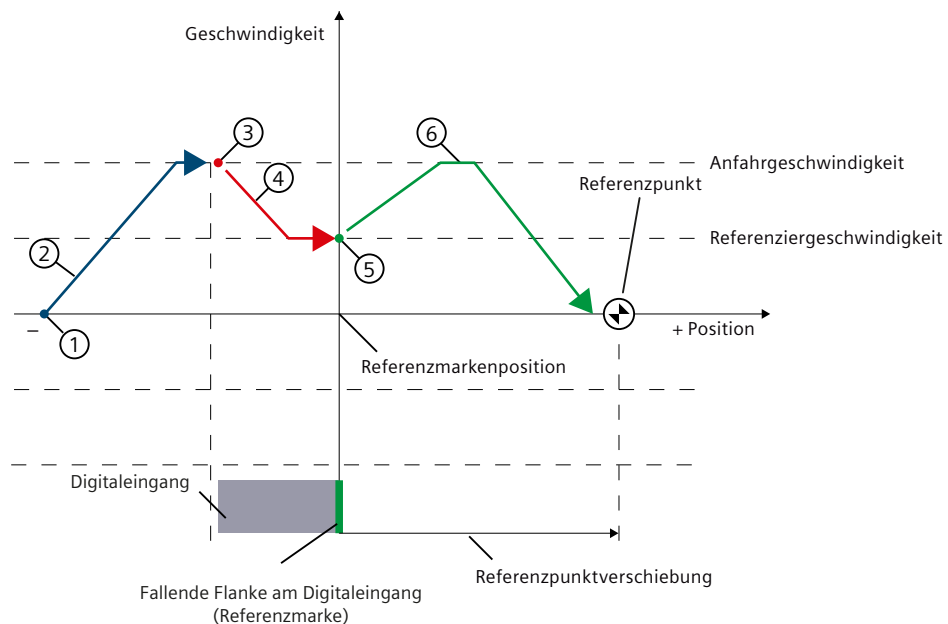 Geschwindigkeit
3
6
Anfahrgeschwindigkeit
4
Referenzpunkt
2
Referenziergeschwindigkeit
5
–
1
+ Position
Referenzmarkenposition
Digitaleingang
Referenzpunktverschiebung
Fallende Flanke am Digitaleingang
(Referenzmarke)